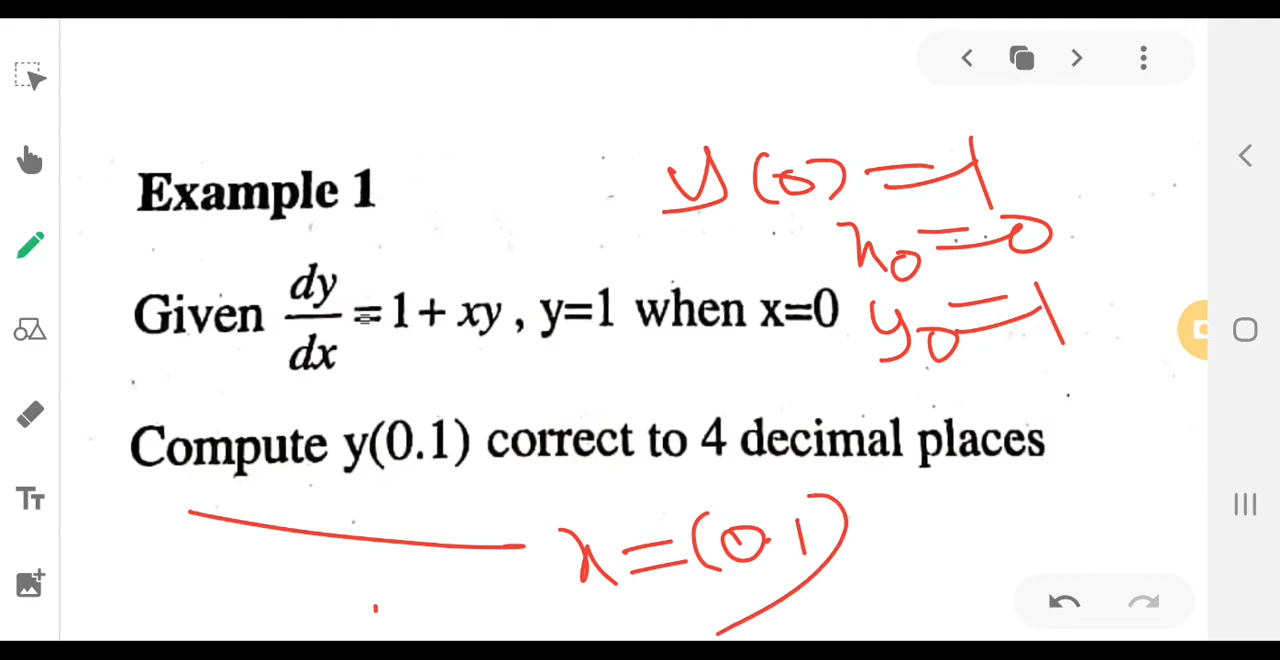 Example 1
y(0) = 1
x0 = 0
Given dy/dx = 1 + xy , y=1 when x=0
y0 = 1
Compute y(0.1) correct to 4 decimal places
x = (0.1)
TT